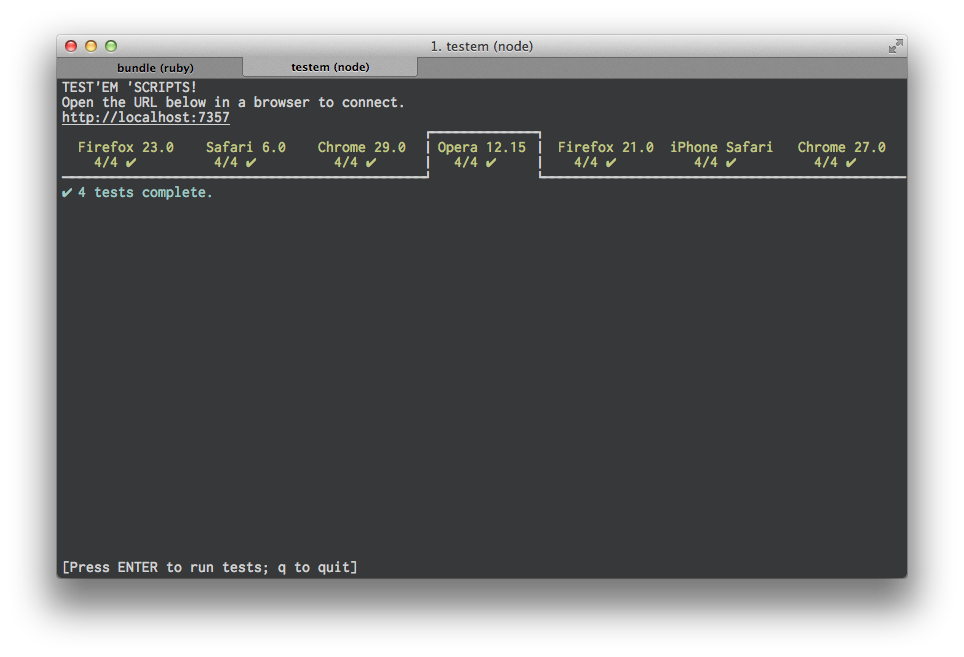 1. testem (node)
bundle (ruby) testem (node)
TEST'EM 'SCRIPTS!
Open the URL below in a browser to connect.
http://localhost:7357
Firefox 23.0 Safari 6.0 Chrome 29.0 Opera 12.15 Firefox 21.0 iPhone Safari Chrome 27.0
4/4 ✔ 4/4 ✔ 4/4 ✔ 4/4 ✔ 4/4 ✔ 4/4 ✔ 4/4 ✔
✔ 4 tests complete.
[Press ENTER to run tests; q to quit]